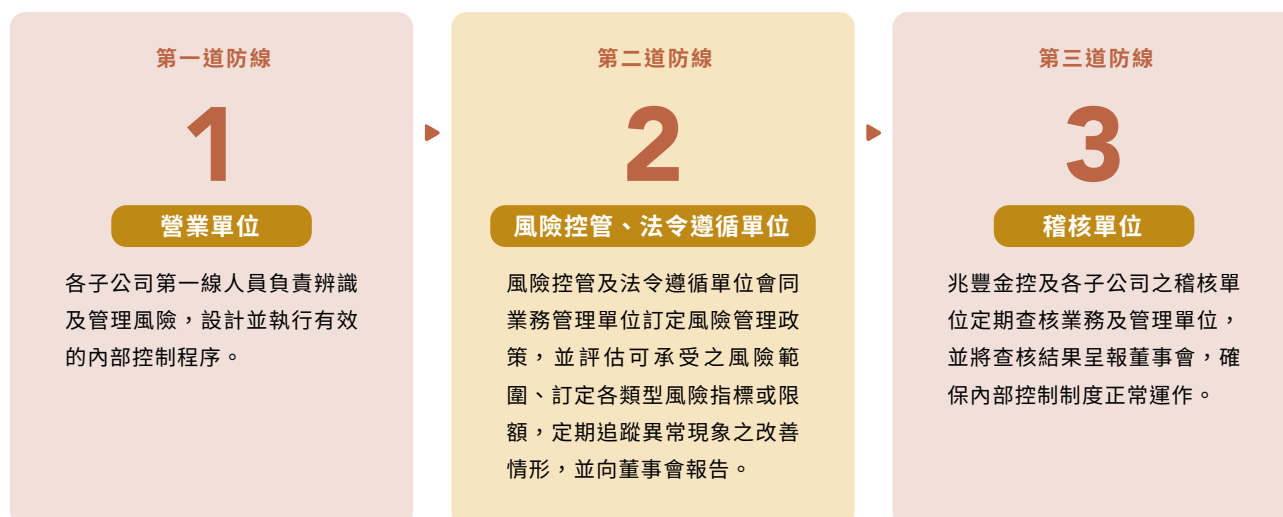 第一道防線
1
營業單位
各子公司第一線人員負責辨識
及管理風險，設計並執行有效
的內部控制程序。
第二道防線
2
風險控管、法令遵循單位
風險控管及法令遵循單位會同
業務管理單位訂定風險管理政
策，並評估可承受之風險範
圍、訂定各類型風險指標或限
額，定期追蹤異常現象之改善
情形，並向董事會報告。
第三道防線
3
稽核單位
兆豐金控及各子公司之稽核單
位定期查核業務及管理單位，
並將查核結果呈報董事會，確
保內部控制制度正常運作。